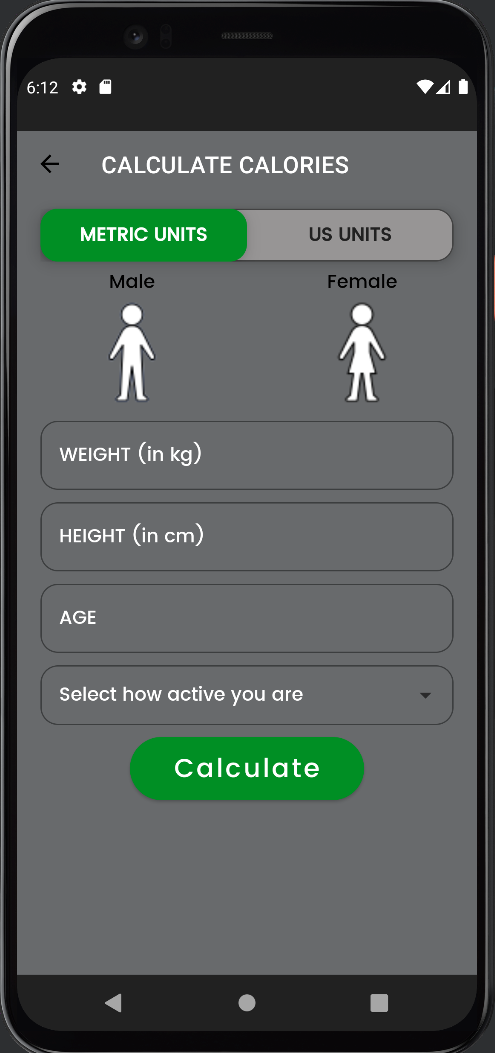 6:12
CALCULATE CALORIES
METRIC UNITS US UNITS
Male Female
WEIGHT (in kg)
HEIGHT (in cm)
AGE
Select how active you are
Calculate